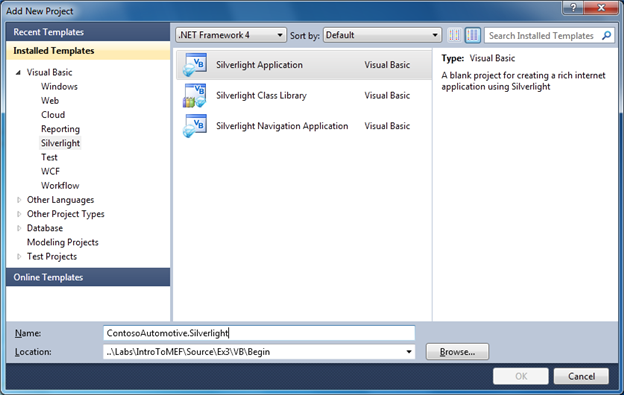 Add New Project
Recent Templates
Installed Templates
Visual Basic
Windows
Web
Cloud
Reporting
Silverlight
Test
WCF
Workflow
Other Languages
Other Project Types
Database
Modeling Projects
Test Projects
Online Templates
.NET Framework 4
Sort by: Default
Search Installed Templates
VB Silverlight Application Visual Basic
VB Silverlight Class Library Visual Basic
VB Silverlight Navigation Application Visual Basic
Type: Visual Basic
A blank project for creating a rich internet
application using Silverlight
Name: ContosoAutomotive.Silverlight
Location: ..\Labs\IntroToMEF\Source\Ex3\VB\Begin
Browse...
OK
Cancel